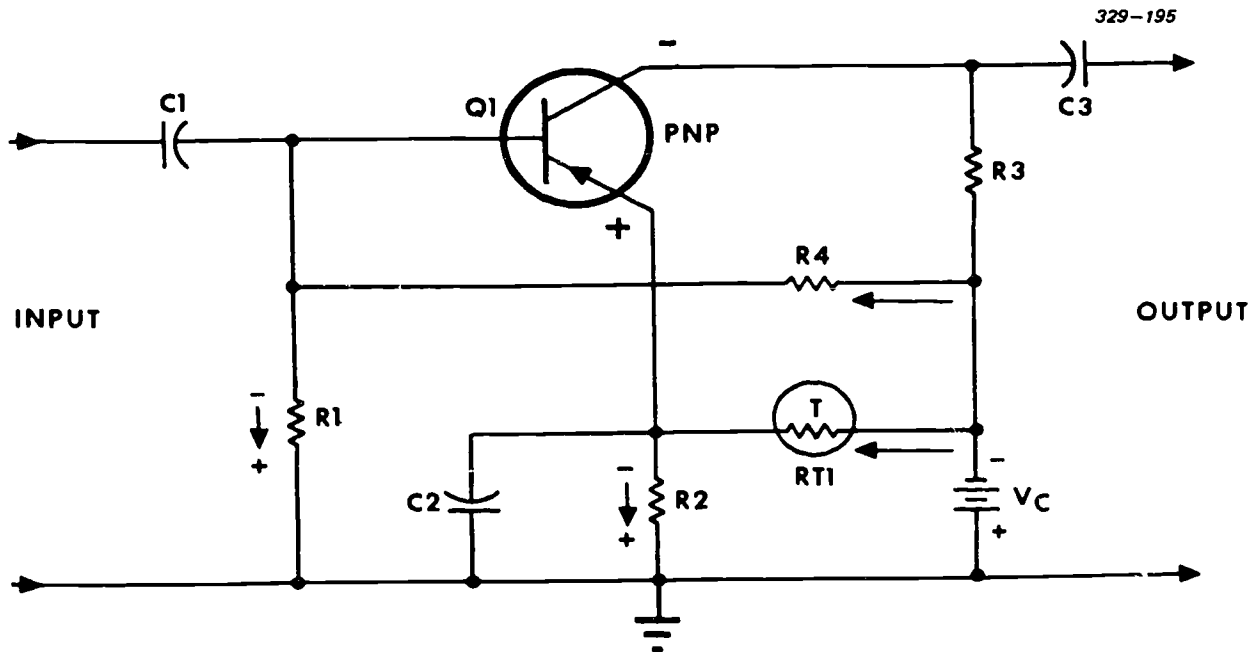 329-195
C1
Q1
-
PNP
C3
+
R3
R4
INPUT
OUTPUT
-
R1
+
T
RT1
C2
-
R2
+
-
VC
+